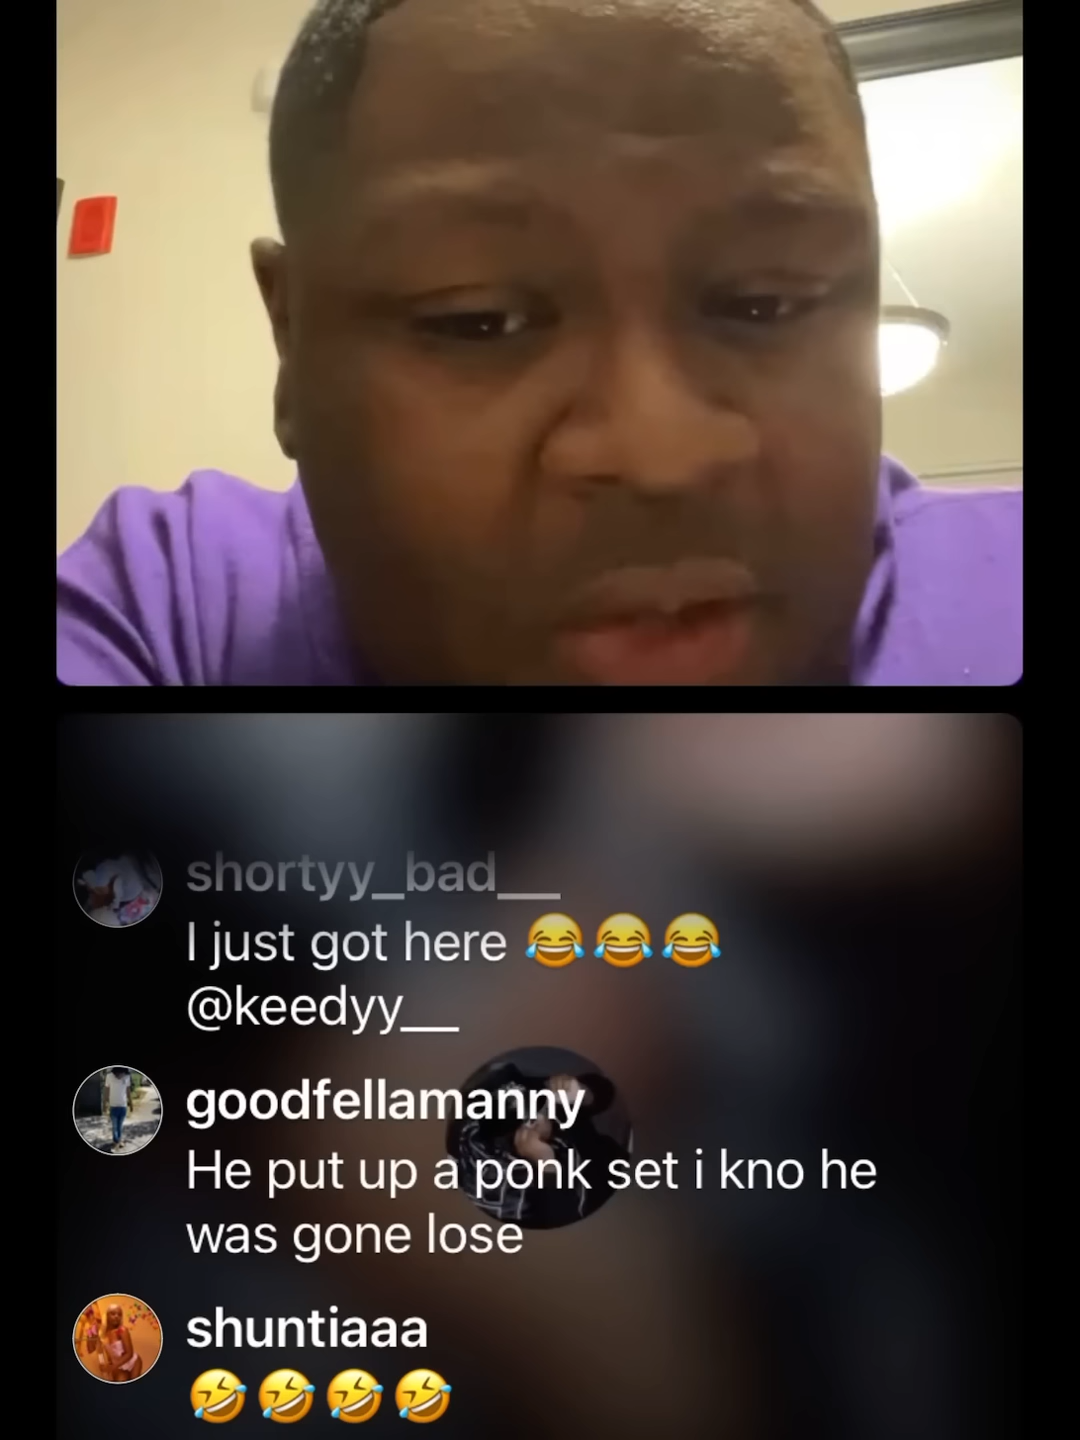 shortyy_bad__
I just got here 😂😂😂
@keedyy__
goodfellamanny
He put up a ponk set i kno he
was gone lose
shuntiaaa
🤣🤣🤣🤣